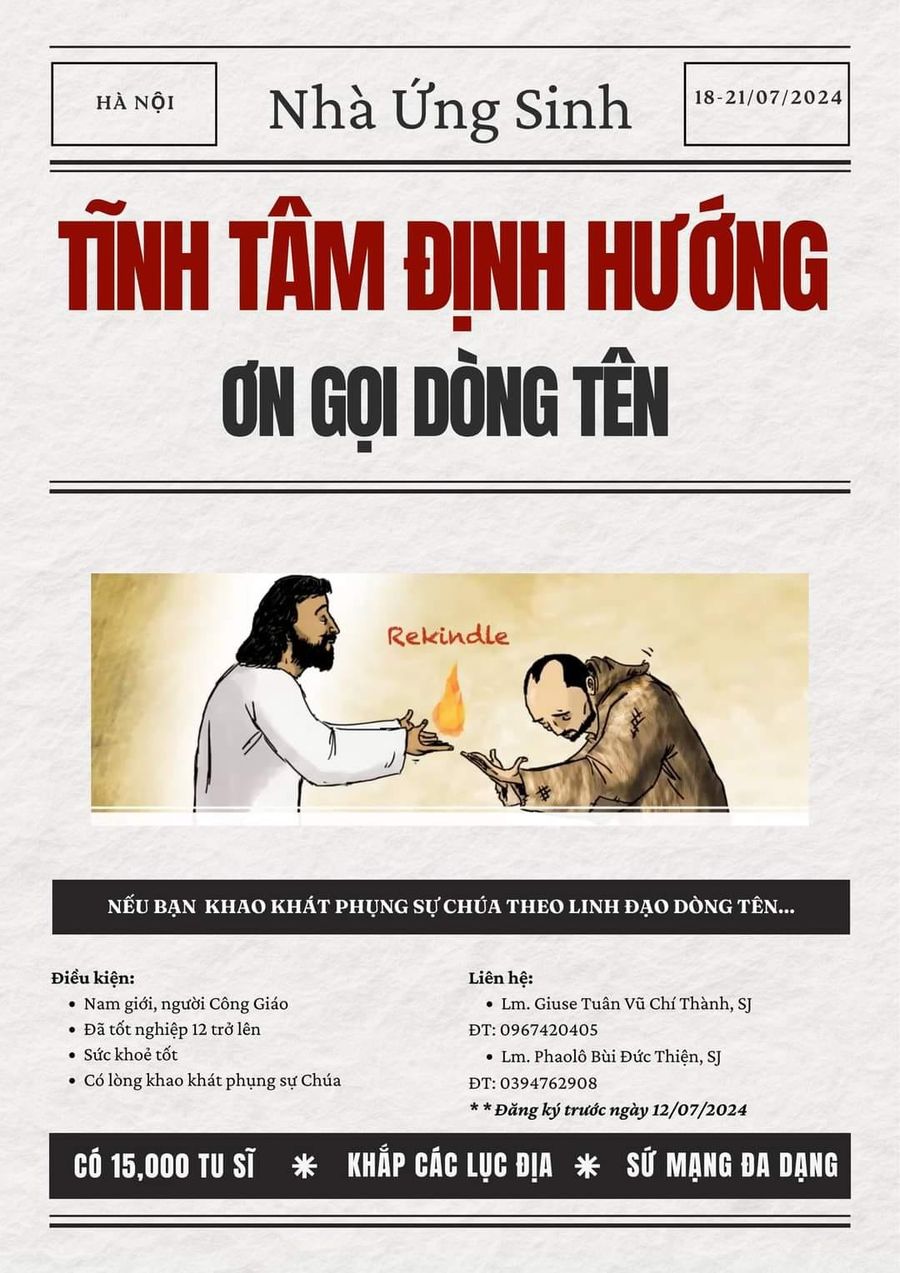 HÀ NỘI
Nhà Ứng Sinh
18-21/07/2024
TĨNH TÂM ĐỊNH HƯỚNG
ƠN GỌI DÒNG TÊN
Rekindle
NẾU BẠN KHAO KHÁT PHỤNG SỰ CHÚA THEO LINH ĐẠO DÒNG TÊN...
Điều kiện:
• Nam giới, người Công Giáo
• Đã tốt nghiệp 12 trở lên
• Sức khoẻ tốt
• Có lòng khao khát phụng sự Chúa
Liên hệ:
• Lm. Giuse Tuân Vũ Chí Thành, SJ
ĐT: 0967420405
• Lm. Phaolô Bùi Đức Thiện, SJ
ĐT: 0394762908
**Đăng ký trước ngày 12/07/2024
CÓ 15,000 TU SĨ * KHẮP CÁC LỤC ĐỊA * SỨ MẠNG ĐA DẠNG